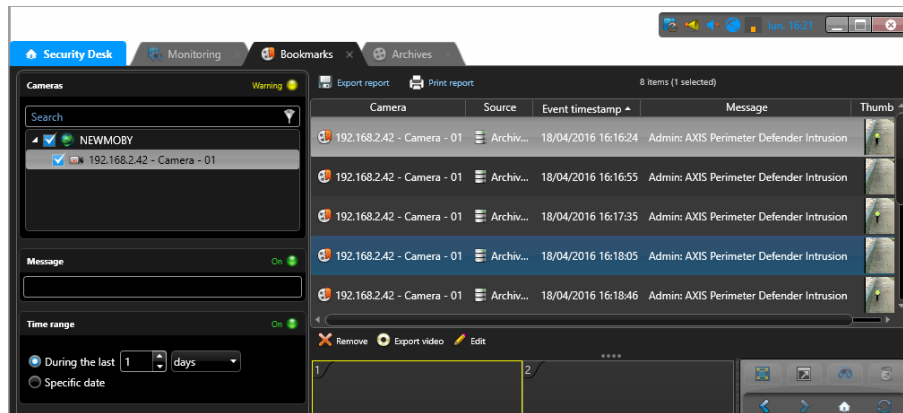 lun. 16:21
Security Desk Monitoring Bookmarks Archives
Cameras Warning
Export report Print report 8 items (1 selected)
Search
Camera Source Event timestamp Message Thumb
NEWMOBY
192.168.2.42 - Camera - 01
192.168.2.42 - Camera - 01 Archiv... 18/04/2016 16:16:24 Admin: AXIS Perimeter Defender Intrusion
192.168.2.42 - Camera - 01 Archiv... 18/04/2016 16:16:55 Admin: AXIS Perimeter Defender Intrusion
192.168.2.42 - Camera - 01 Archiv... 18/04/2016 16:17:35 Admin: AXIS Perimeter Defender Intrusion
192.168.2.42 - Camera - 01 Archiv... 18/04/2016 16:18:05 Admin: AXIS Perimeter Defender Intrusion
192.168.2.42 - Camera - 01 Archiv... 18/04/2016 16:18:46 Admin: AXIS Perimeter Defender Intrusion
Message On
Time range On
During the last 1 days
Specific date
Remove Export video Edit
1 2